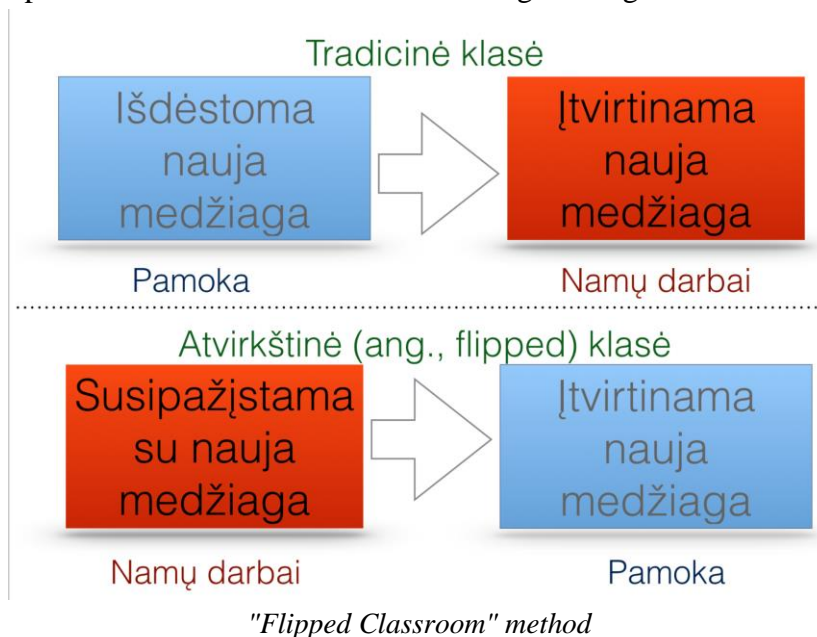 Tradicinė klasė
Išdėstoma
nauja
medžiaga
Įtvirtinama
nauja
medžiaga
Pamoka
Namų darbai
Atvirkštinė (ang., flipped) klasė
Susipažįstama
su nauja
medžiaga
Įtvirtinama
nauja
medžiaga
Namų darbai
Pamoka
"Flipped Classroom" method